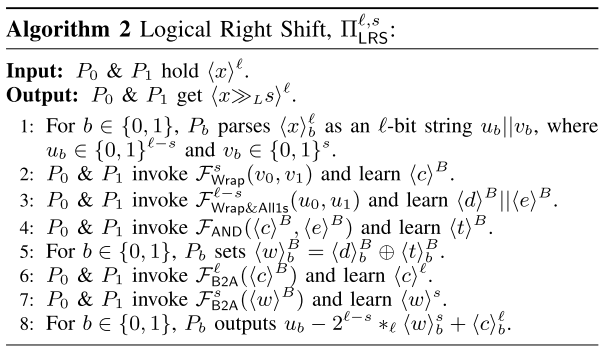 Algorithm 2 Logical Right Shift, $\Pi_{\mathsf{LRS}}^{\ell,s}$:
Input: $P_0$ & $P_1$ hold $\langle x \rangle^{\ell}$.
Output: $P_0$ & $P_1$ get $\langle x \gg_L s \rangle^{\ell}$.
1: For $b \in \{0, 1\}$, $P_b$ parses $\langle x \rangle_b^{\ell}$ as an $\ell$-bit string $u_b||v_b$, where
$u_b \in \{0, 1\}^{\ell-s}$ and $v_b \in \{0, 1\}^s$.
2: $P_0$ & $P_1$ invoke $\mathcal{F}_{\mathsf{Wrap}}^{s}(v_0, v_1)$ and learn $\langle c \rangle^B$.
3: $P_0$ & $P_1$ invoke $\mathcal{F}_{\mathsf{Wrap\&All1s}}^{\ell-s}(u_0, u_1)$ and learn $\langle d \rangle^B||\langle e \rangle^B$.
4: $P_0$ & $P_1$ invoke $\mathcal{F}_{\mathsf{AND}}(\langle c \rangle^B, \langle e \rangle^B)$ and learn $\langle t \rangle^B$.
5: For $b \in \{0, 1\}$, $P_b$ sets $\langle w \rangle_b^B = \langle d \rangle_b^B \oplus \langle t \rangle_b^B$.
6: $P_0$ & $P_1$ invoke $\mathcal{F}_{\mathsf{B2A}}^{\ell}(\langle c \rangle^B)$ and learn $\langle c \rangle^{\ell}$.
7: $P_0$ & $P_1$ invoke $\mathcal{F}_{\mathsf{B2A}}^{s}(\langle w \rangle^B)$ and learn $\langle w \rangle^s$.
8: For $b \in \{0, 1\}$, $P_b$ outputs $u_b - 2^{\ell-s} *_{\ell} \langle w \rangle_b^s + \langle c \rangle_b^{\ell}$.